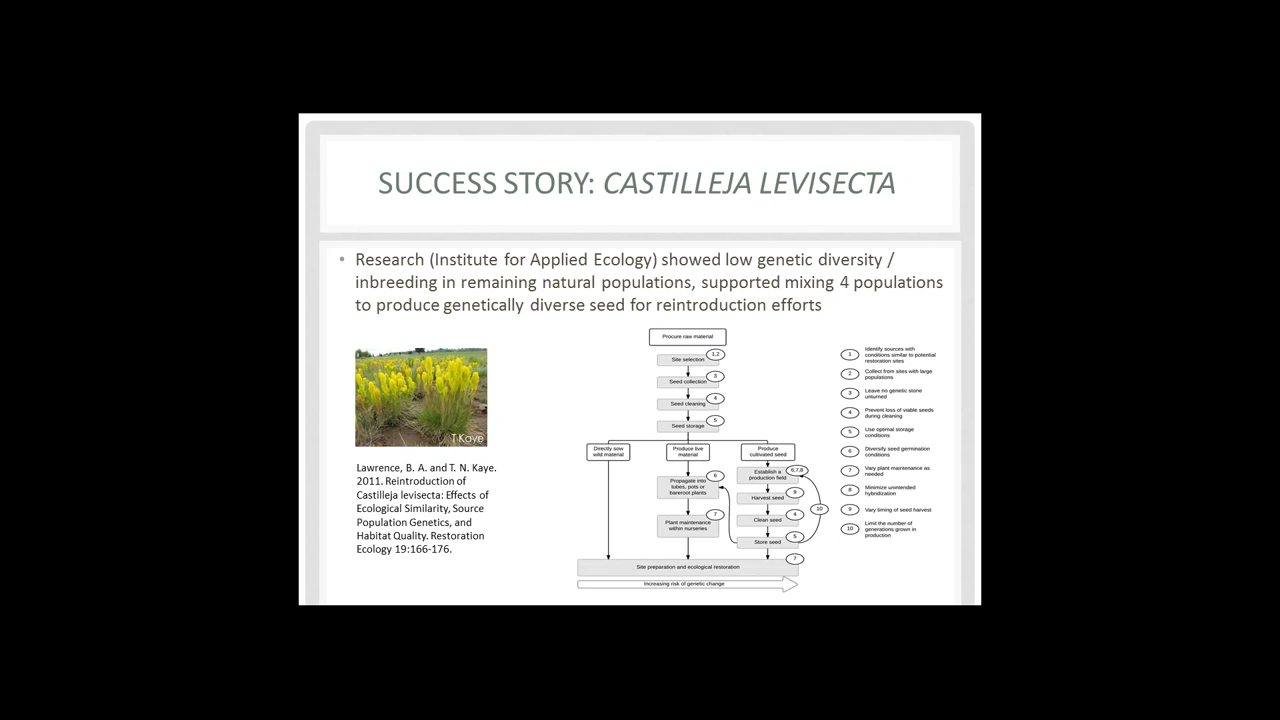 SUCCESS STORY: CASTILLEJA LEVISECTA
• Research (Institute for Applied Ecology) showed low genetic diversity /
inbreeding in remaining natural populations, supported mixing 4 populations
to produce genetically diverse seed for reintroduction efforts
T Kaye
Lawrence, B. A. and T. N. Kaye.
2011. Reintroduction of
Castilleja levisecta: Effects of
Ecological Similarity, Source
Population Genetics, and
Habitat Quality. Restoration
Ecology 19:166-176.
Procure raw material
Site selection
1,2
Seed collection
3
Seed cleaning
4
Seed storage
5
Directly sow
wild material
Produce live
material
Propagate into
tubes, pots or
bareroot plants
6
Plant maintenance
within nurseries
7
Produce
cultivated seed
Establish a
production field
6,7,8
Harvest seed
9
Clean seed
4
Store seed
5
10
Site preparation and ecological restoration
7
Increasing risk of genetic change
1
Identify sources with
conditions similar to potential
restoration sites
2
Collect from sites with large
populations
3
Leave no genetic stone
unturned
4
Prevent loss of viable seeds
during cleaning
5
Use optimal storage
conditions
6
Diversify seed germination
conditions
7
Vary plant maintenance as
needed
8
Minimize unintended
hybridization
9
Vary timing of seed harvest
10
Limit the number of
generations grown in
production